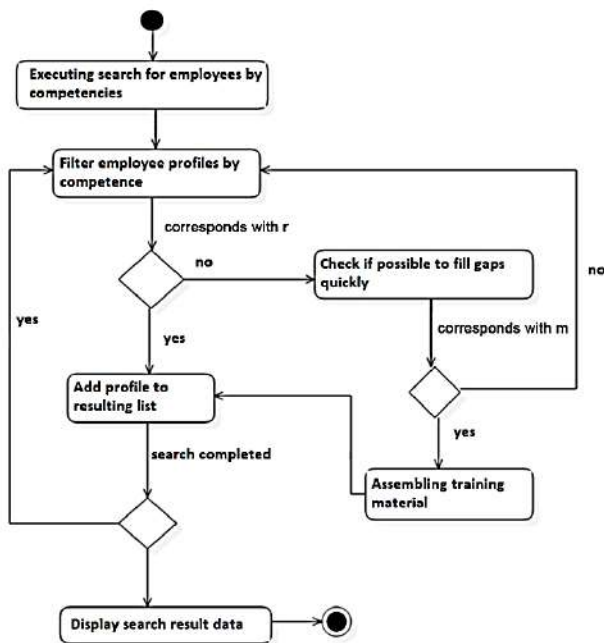 Executing search for employees by
competencies
Filter employee profiles by
competence
corresponds with r
no
Check if possible to fill gaps
quickly
no
yes
yes
corresponds with m
Add profile to
resulting list
yes
search completed
Assembling training
material
Display search result data